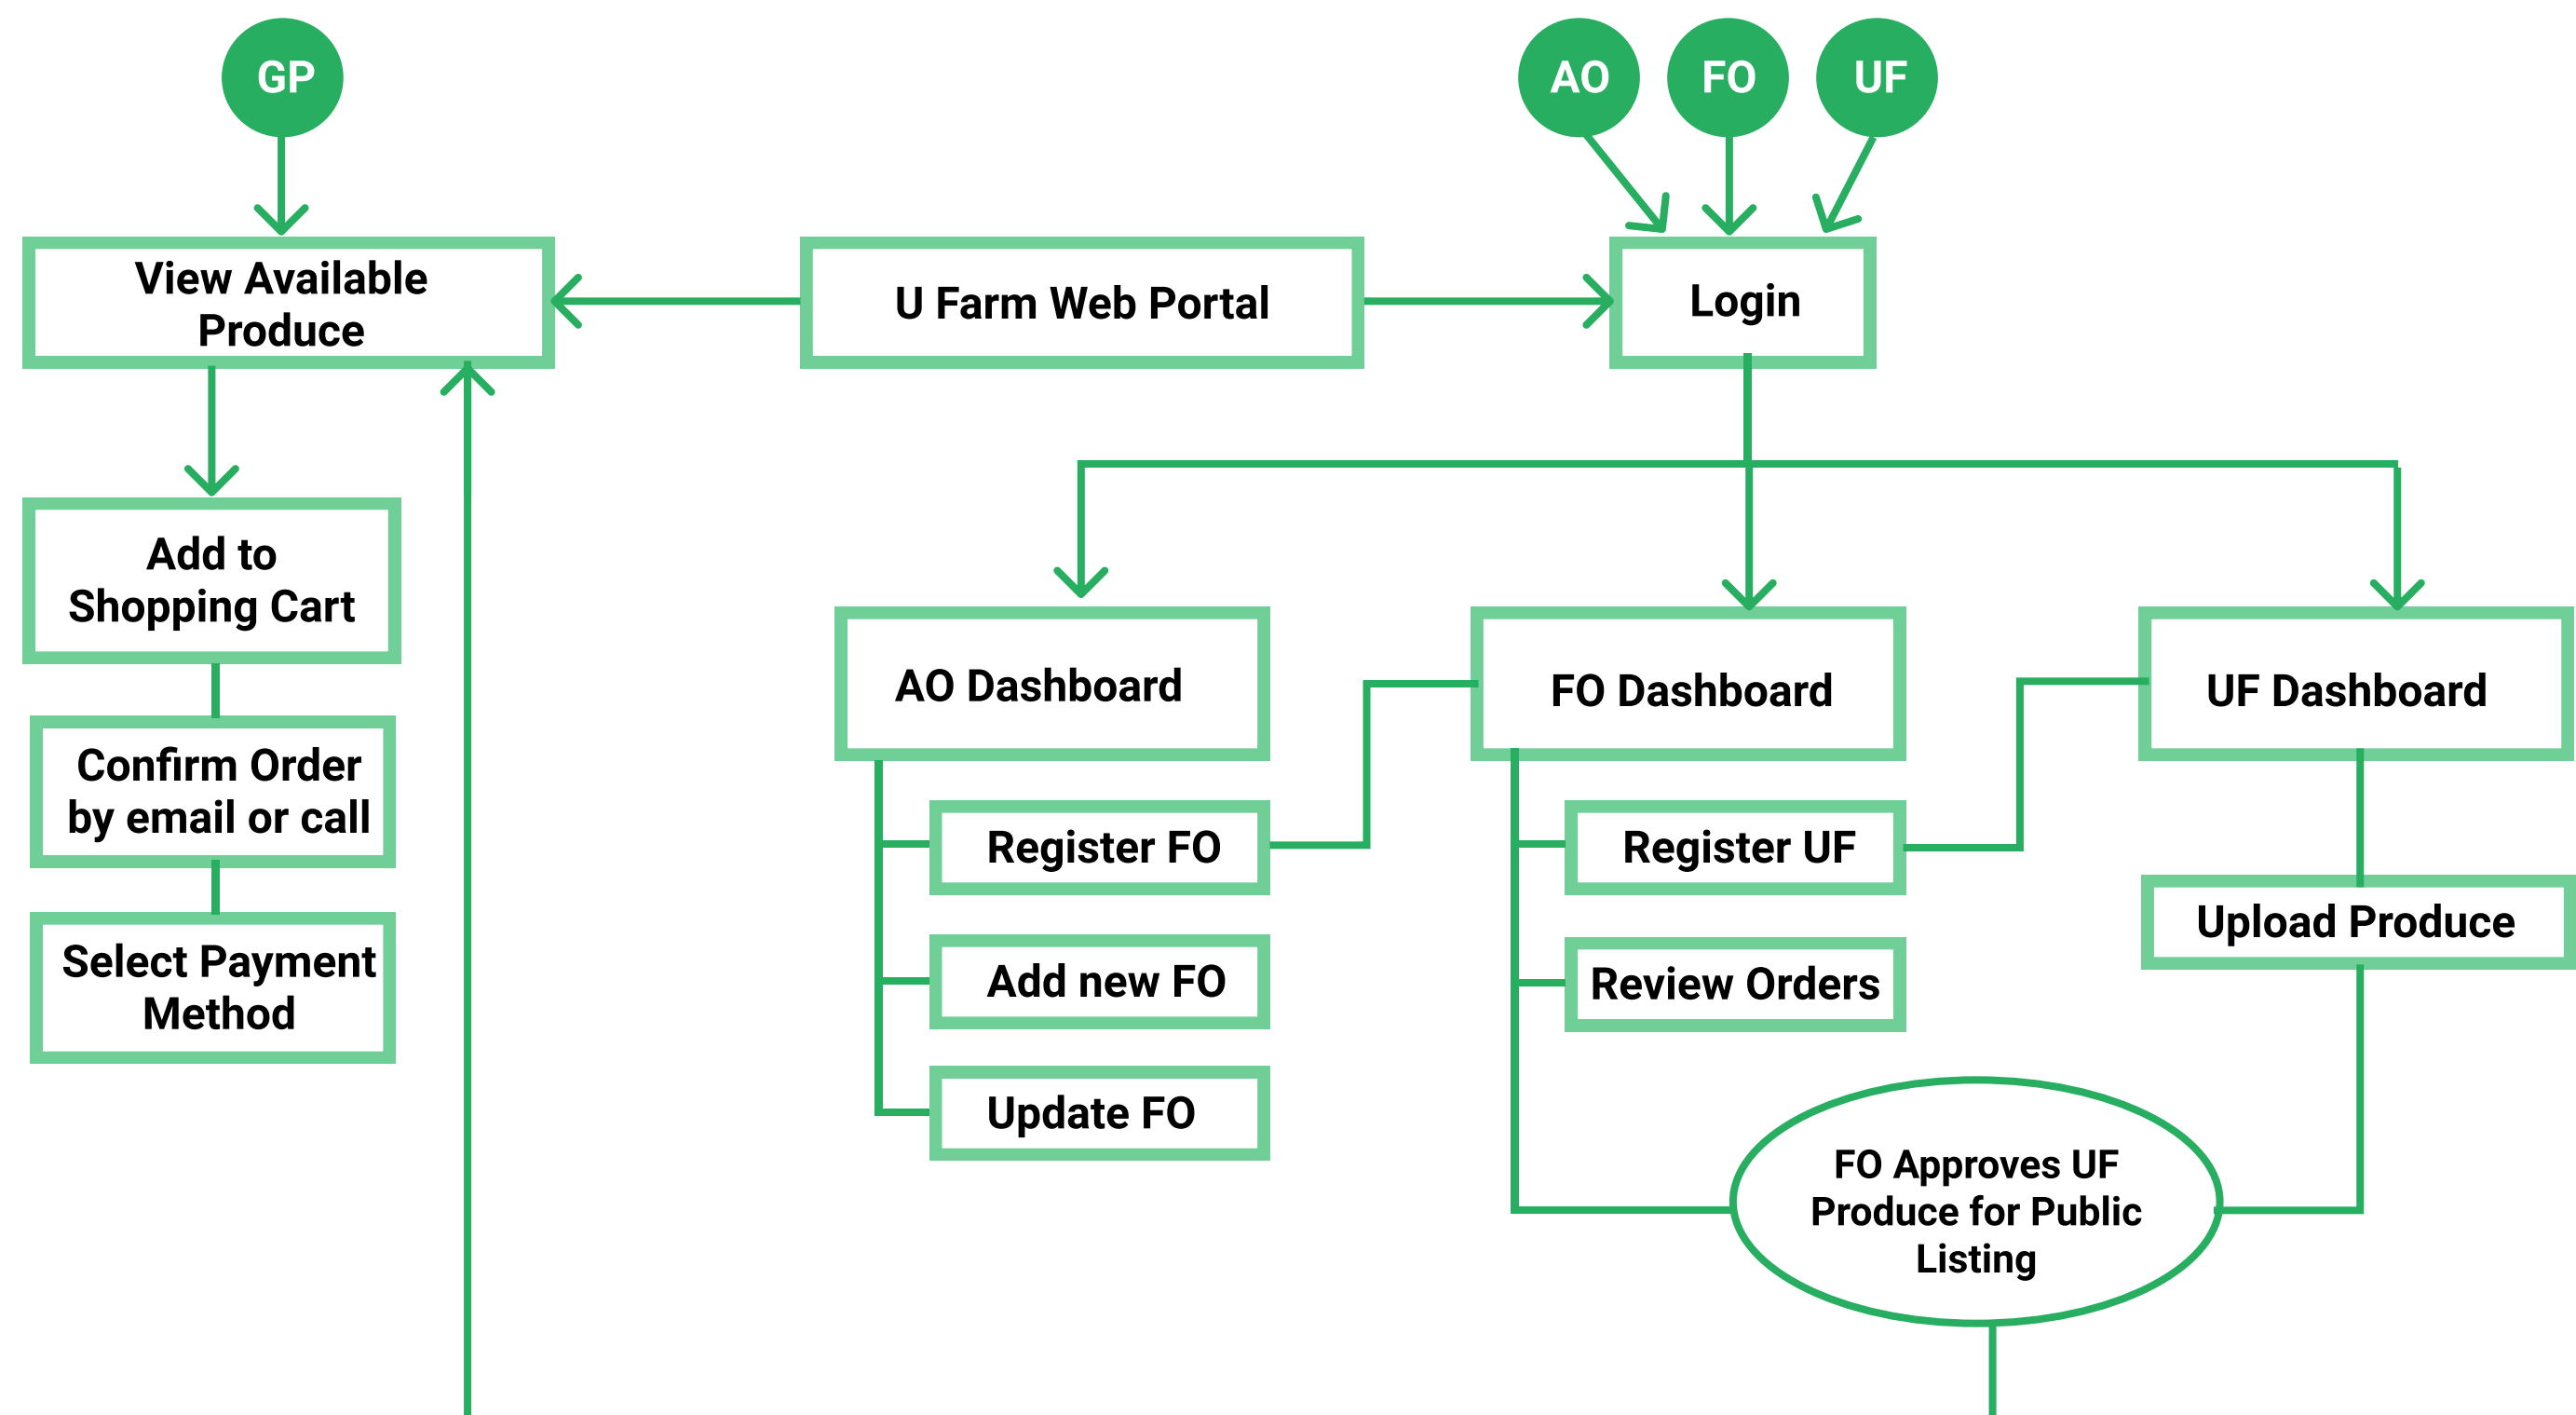 GP
AO
FO
UF
View Available
Produce
U Farm Web Portal
Login
Add to
Shopping Cart
Confirm Order
by email or call
Select Payment
Method
AO Dashboard
Register FO
Add new FO
Update FO
FO Dashboard
Register UF
Review Orders
UF Dashboard
Upload Produce
FO Approves UF
Produce for Public
Listing